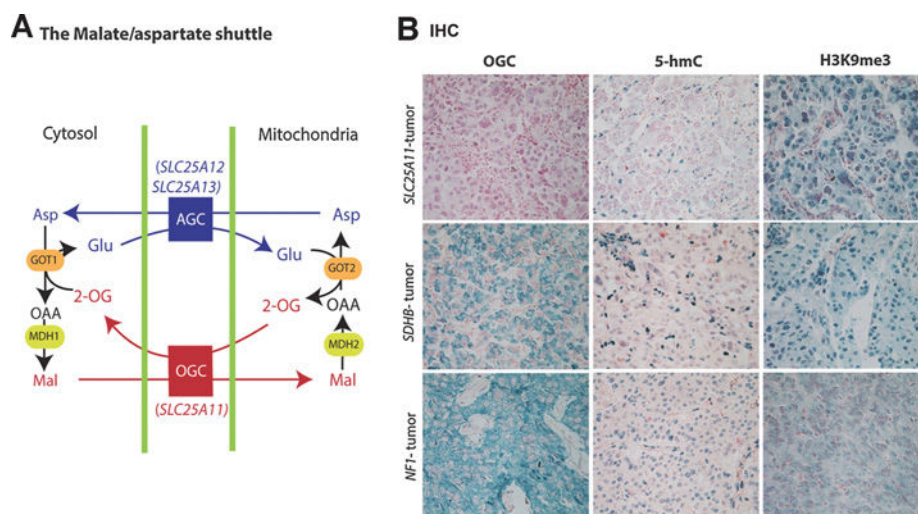 A The Malate/aspartate shuttle
Cytosol
Mitochondria
(SLC25A12
SLC25A13)
Asp
AGC
Asp
Glu
Glu
GOT1
GOT2
2-OG
2-OG
OAA
OAA
MDH1
MDH2
OGC
Mal
Mal
(SLC25A11)
B IHC
OGC
5-hmC
H3K9me3
SLC25A11-tumor
SDHB- tumor
NF1- tumor